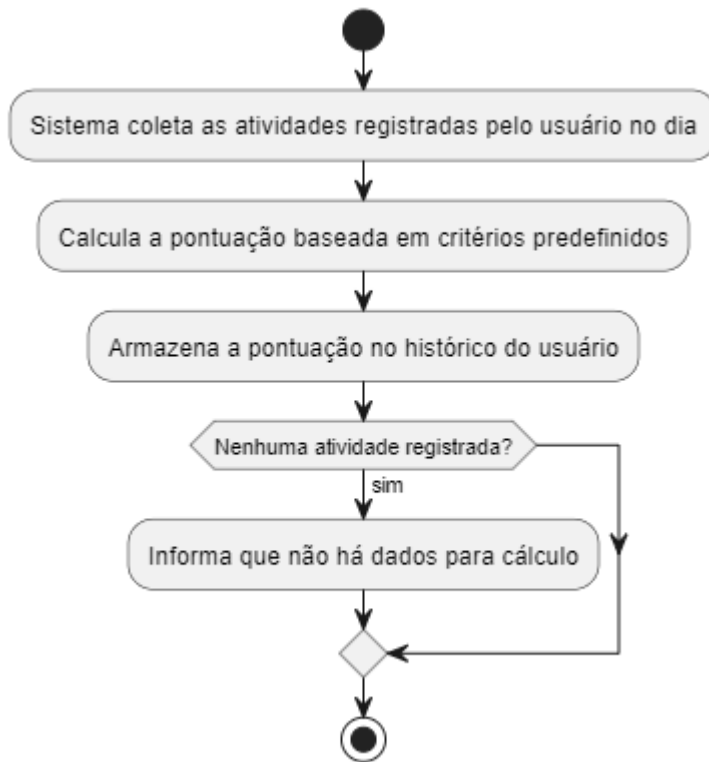 Sistema coleta as atividades registradas pelo usuário no dia
Calcula a pontuação baseada em critérios predefinidos
Armazena a pontuação no histórico do usuário
Nenhuma atividade registrada?
sim
Informa que não há dados para cálculo